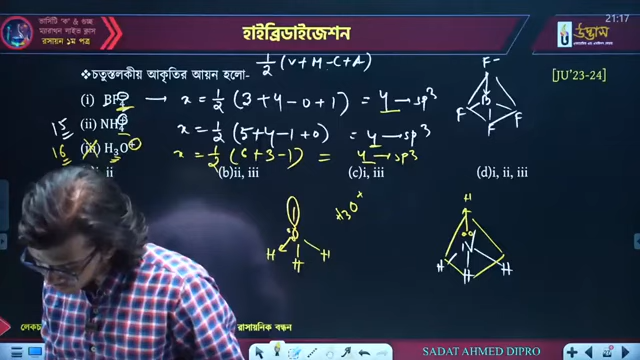 ভার্সিটি 'ক' ও গুচ্ছ
ম্যারাথন লাইভ ক্লাস
রসায়ন ১ম পত্র
হাইব্রিডাইজেশন
21:17
উদ্ভাস
1/2 (V+M-C+A)
চতুস্তলকীয় আকৃতির আয়ন হলো-
[JU'23-24]
F-
B
F F F
(i) BF4- → x = 1/2 (3+4-0+1) = 4 → sp3
15 (ii) NH4+ x = 1/2 (5+4-1+0) = 4 → sp3
16 (iii) H3O+ x = 1/2 (6+3-1) = 4 → sp3
ii
(b)ii, iii
(c)i, iii
(d)i, ii, iii
H3O+
H H H
H
H H H
রাসায়নিক বন্ধন
SADAT AHMED DIPRO